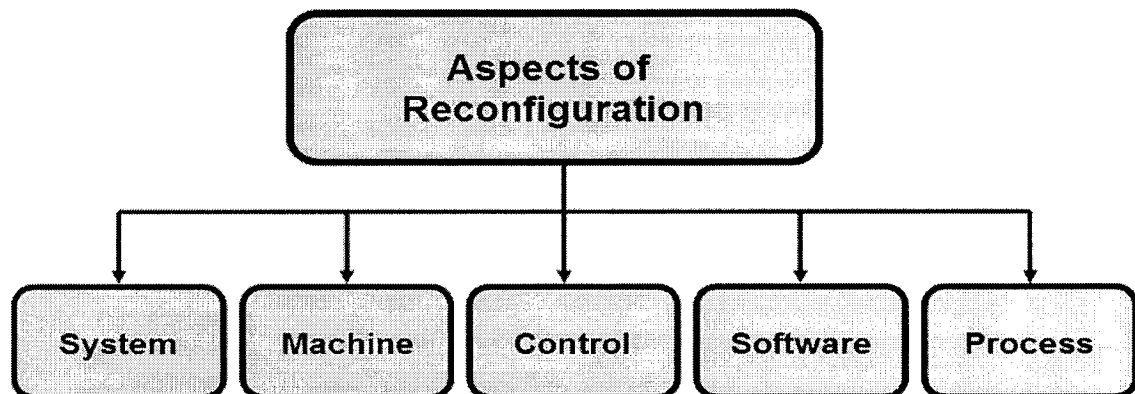 Aspects of
Reconfiguration
System
Machine
Control
Software
Process